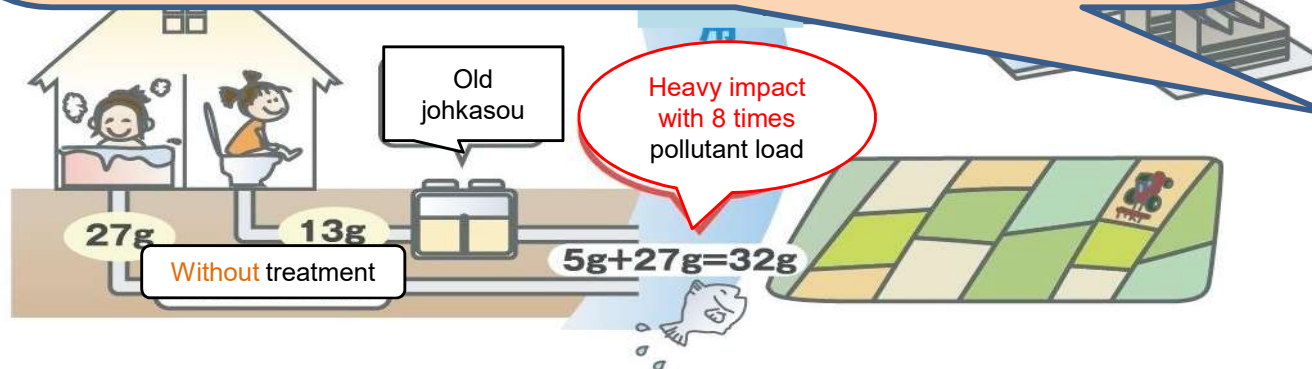 Old
johkasou
Heavy impact
with 8 times
pollutant load
27g
13g
Without treatment
5g+27g=32g